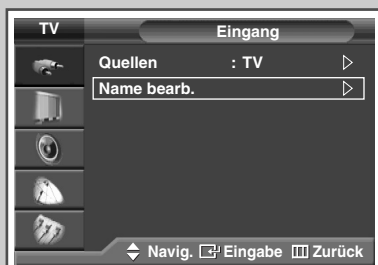 TV Eingang
Quellen : TV
Name bearb.
Navig. Eingabe Zurück